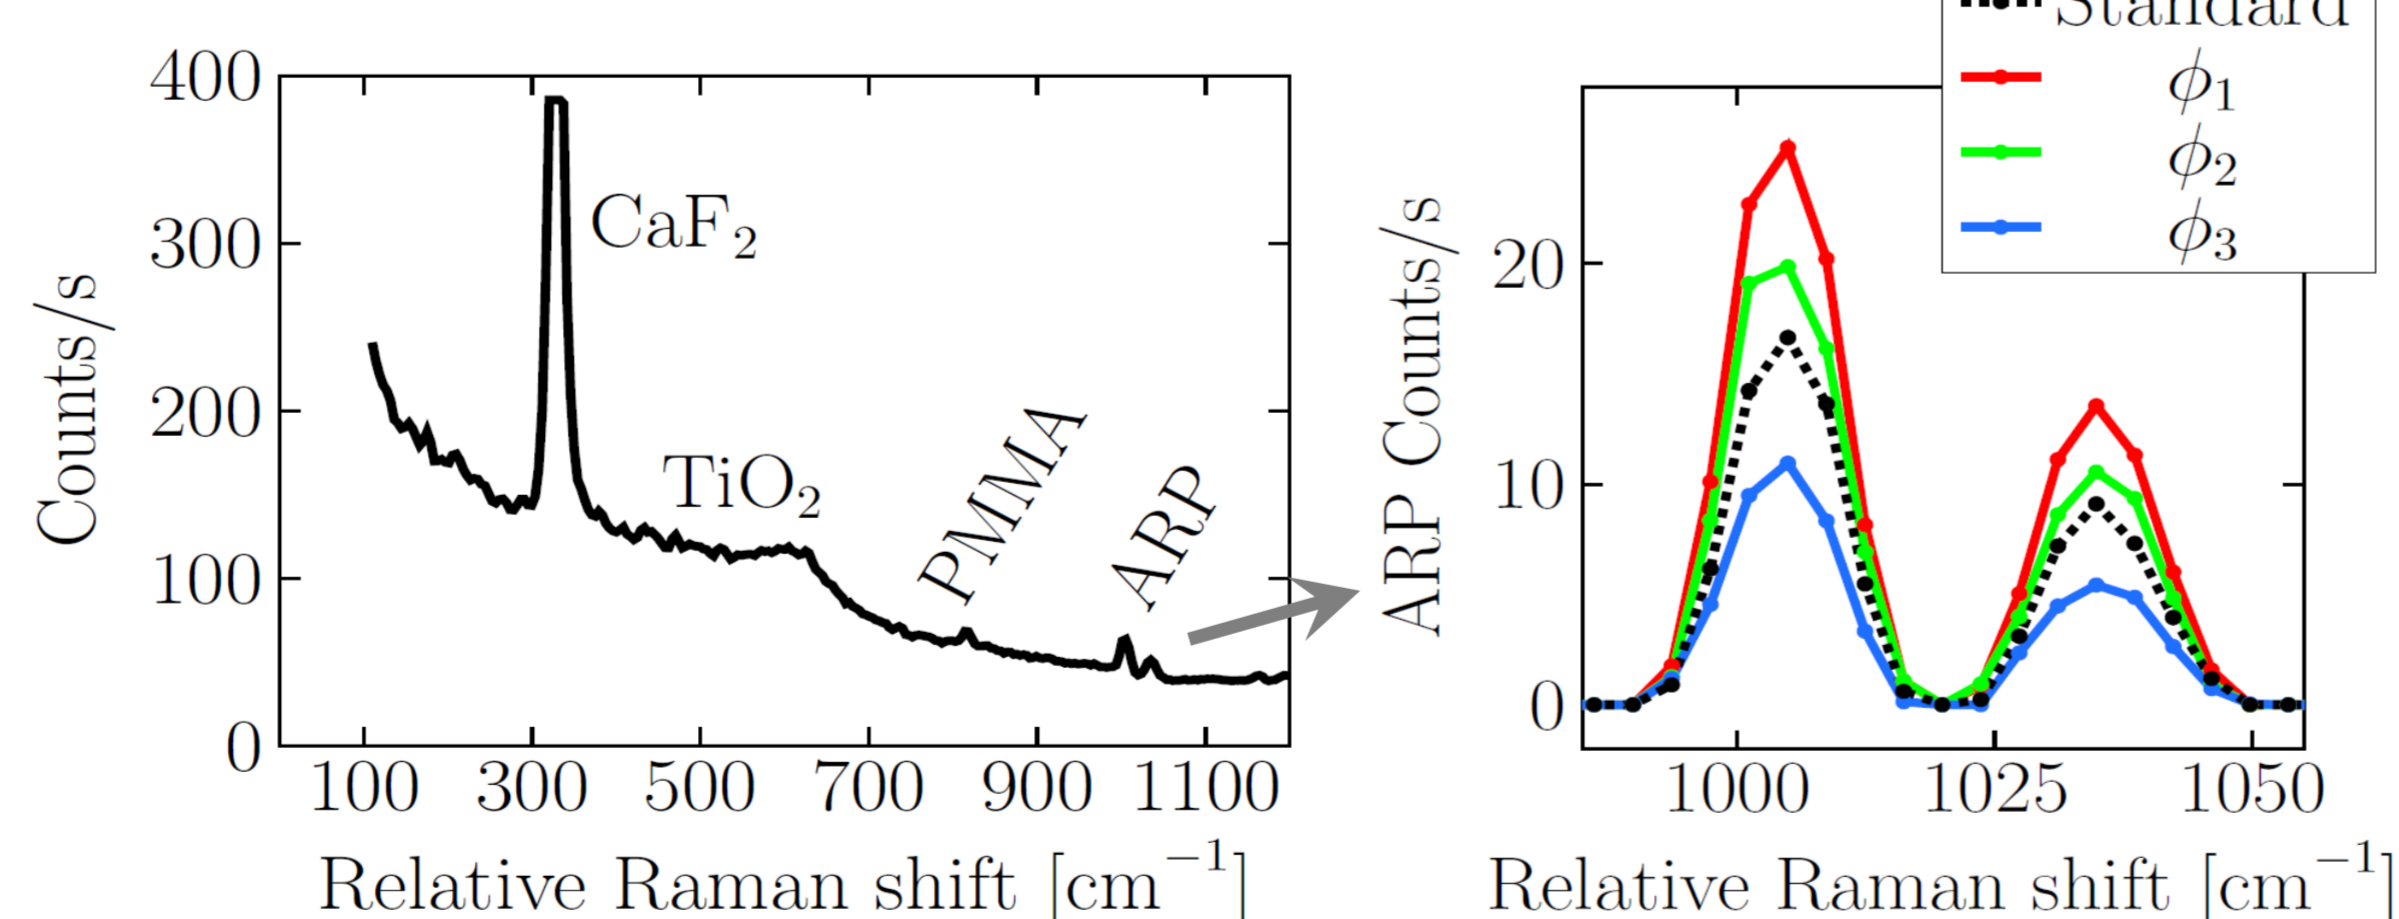 400
300
200
100
0
Counts/s
CaF₂
TiO₂
PMMA
ARP
100 300 500 700 900 1100
Relative Raman shift [cm⁻¹]
Standard
ϕ₁
ϕ₂
ϕ₃
20
10
0
ARP Counts/s
1000 1025 1050
Relative Raman shift [cm⁻¹]